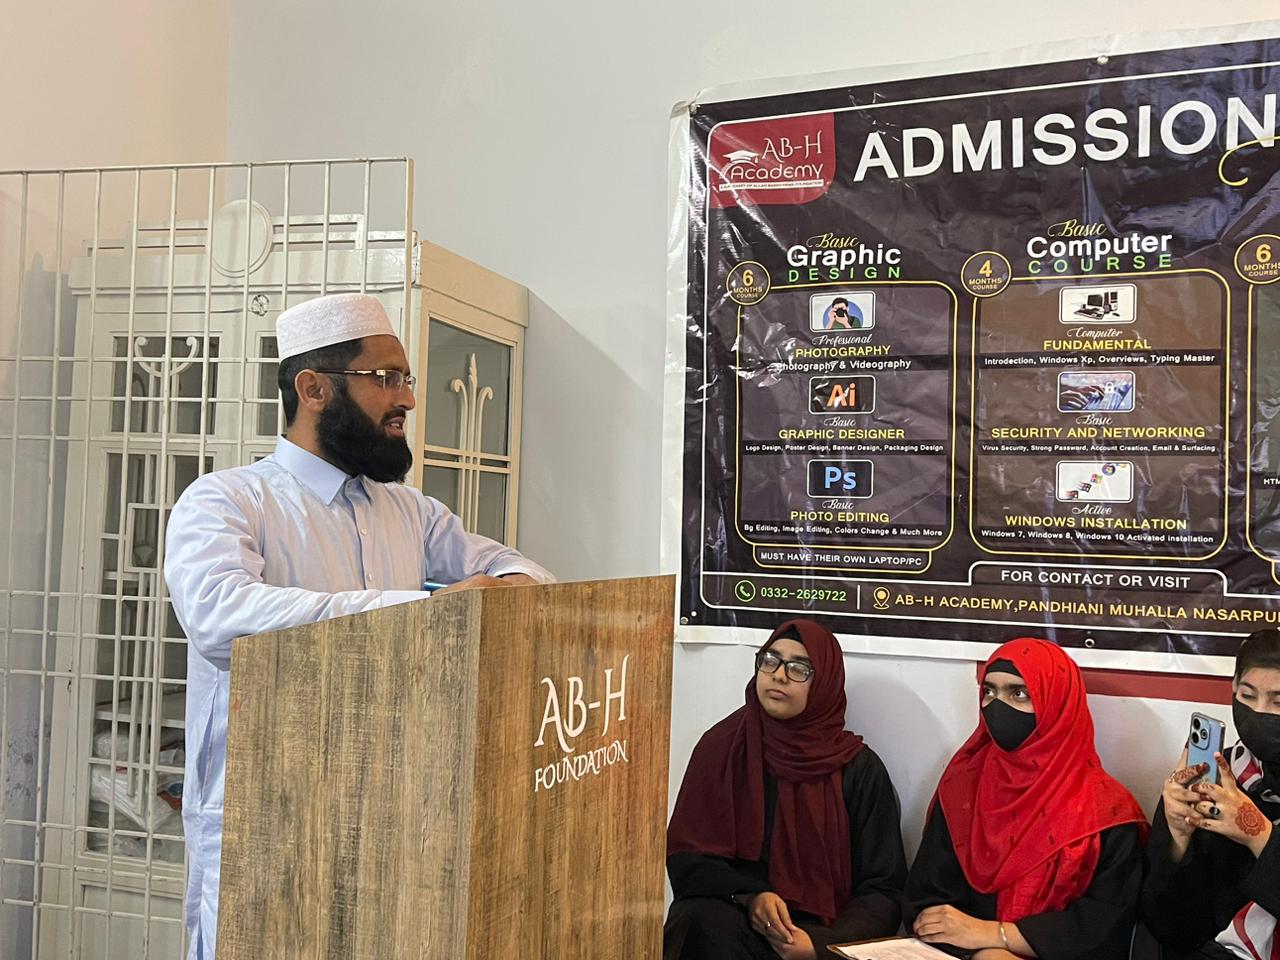 ADMISSION
AB-H
Academy
Basic
Graphic
DESIGN
6
MONTHS
COURSE
Professional
PHOTOGRAPHY
Photography & Videography
Ai
Basic
GRAPHIC DESIGNER
Logo Design, Poster Design, Banner Design, Packaging Design
Ps
Basic
PHOTO EDITING
Bg Editing, Image Editing, Colors Change & Much More
MUST HAVE THEIR OWN LAPTOP/PC
Basic
Computer
COURSE
4
MONTHS
COURSE
Computer
FUNDAMENTAL
Introduction, Windows Xp, Overviews, Typing Master
Basic
SECURITY AND NETWORKING
Virus Security, Strong Password, Account Creation, Email & Surfacing
Active
WINDOWS INSTALLATION
Windows 7, Windows 8, Windows 10 Activated installation
6
MONTHS
COURSE
HTM
FOR CONTACT OR VISIT
0332-2629722
AB-H ACADEMY,PANDHIANI MUHALLA NASARPU
AB-H
FOUNDATION